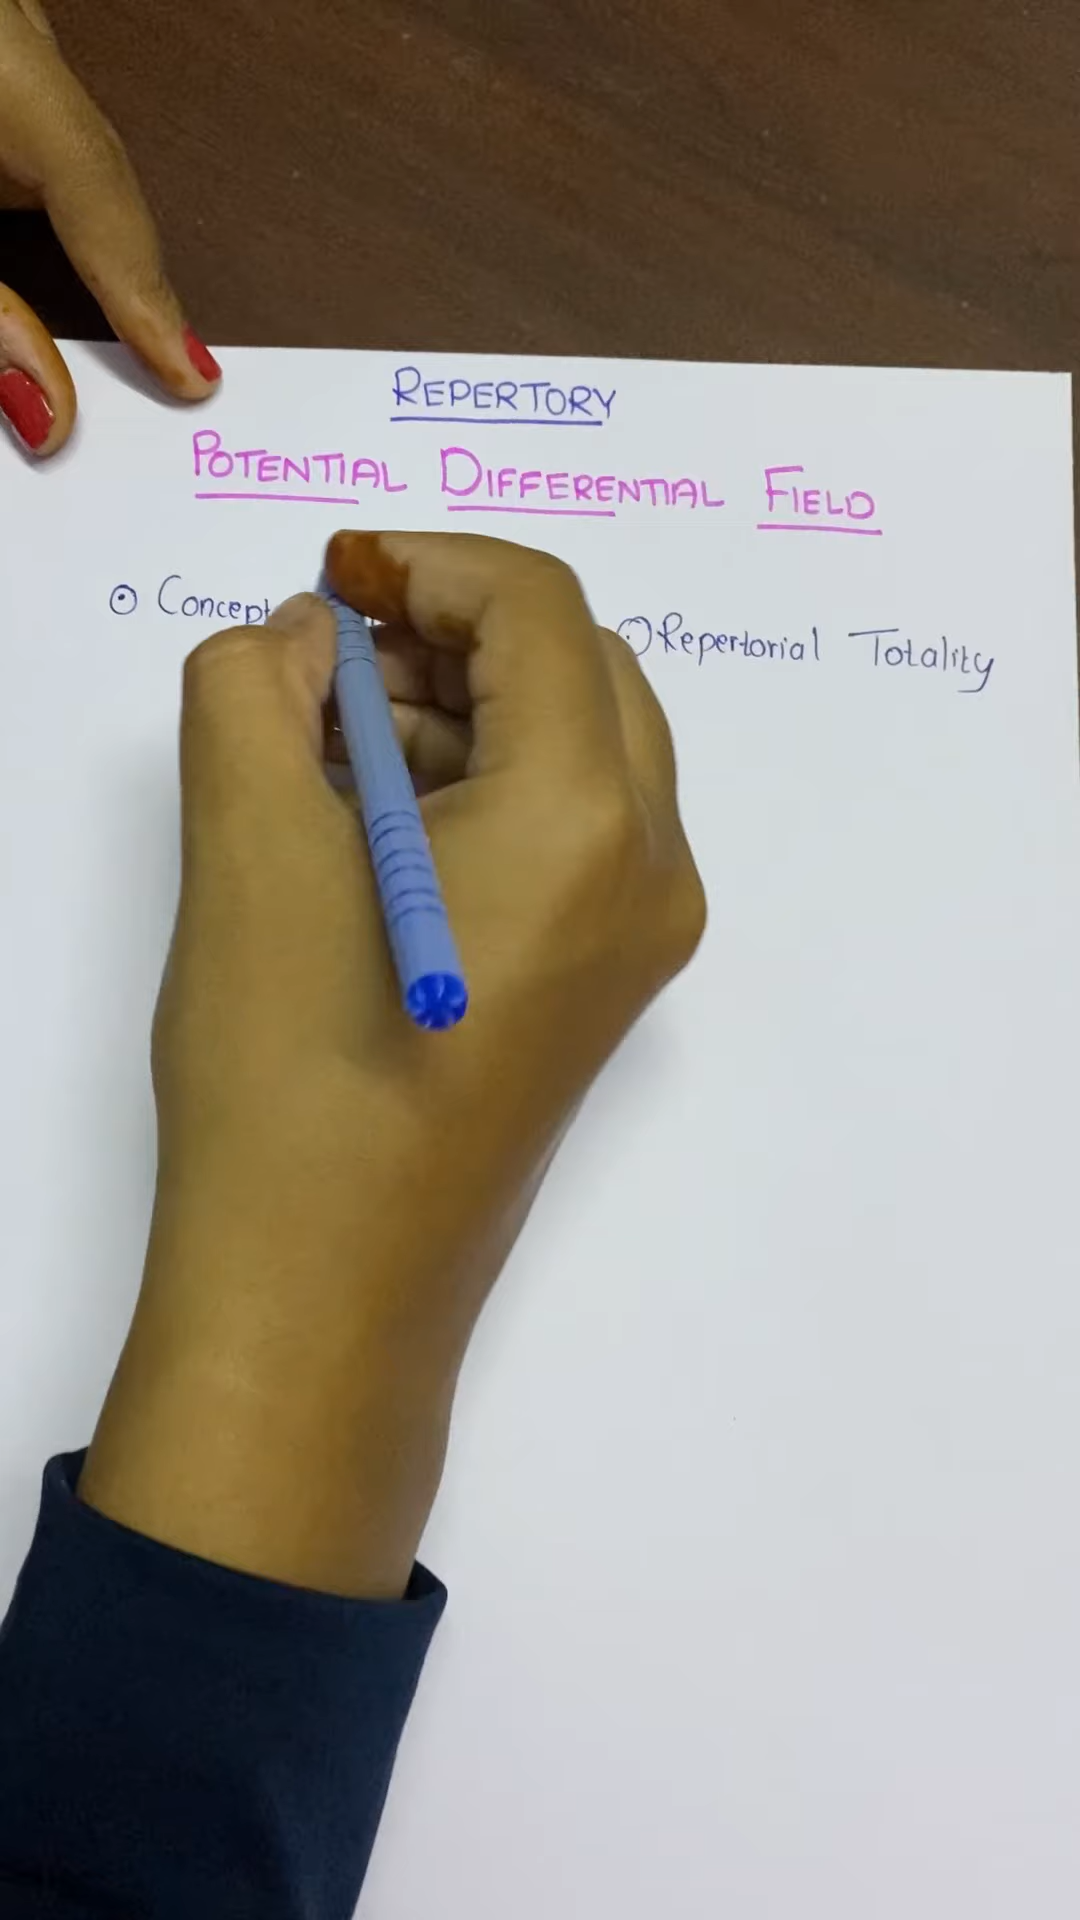 REPERTORY
POTENTIAL DIFFERENTIAL FIELD
⊙ Concept
⊙ Repertorial Totality